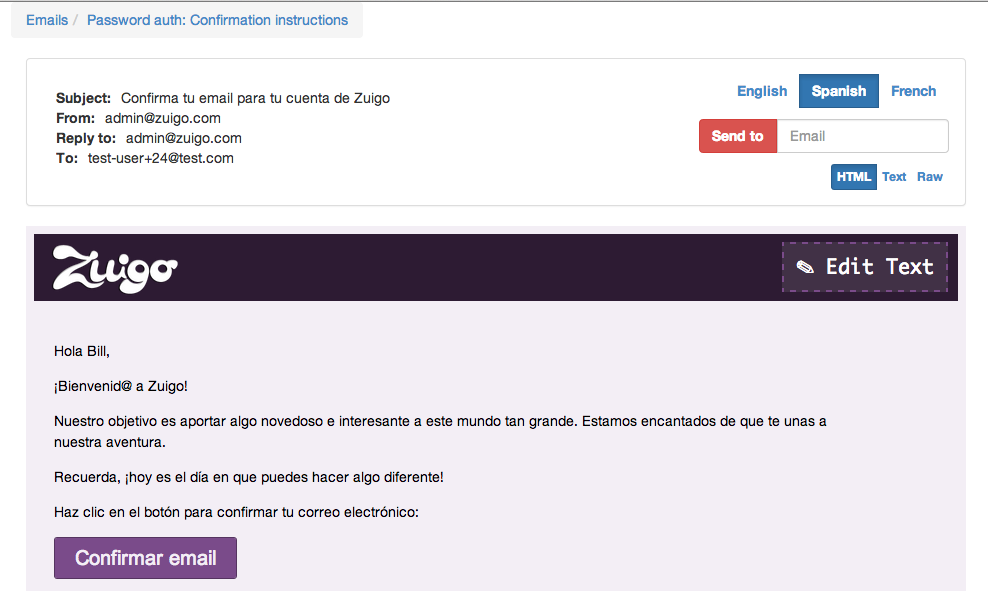 Emails / Password auth: Confirmation instructions
Subject: Confirma tu email para tu cuenta de Zuigo
From: admin@zuigo.com
Reply to: admin@zuigo.com
To: test-user+24@test.com
English Spanish French
Send to Email
HTML Text Raw
Zuigo
✎ Edit Text
Hola Bill,
¡Bienvenid@ a Zuigo!
Nuestro objetivo es aportar algo novedoso e interesante a este mundo tan grande. Estamos encantados de que te unas a
nuestra aventura.
Recuerda, ¡hoy es el día en que puedes hacer algo diferente!
Haz clic en el botón para confirmar tu correo electrónico:
Confirmar email